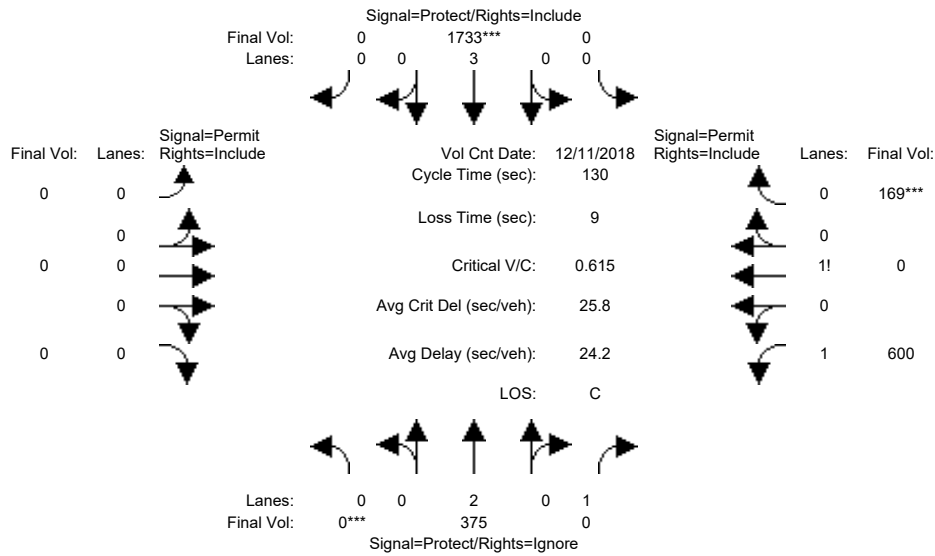 Signal=Protect/Rights=Include
Final Vol: 0 1733*** 0
Lanes: 0 0 3 0 0
Signal=Permit Signal=Permit
Final Vol: Lanes: Rights=Include Vol Cnt Date: 12/11/2018 Rights=Include Lanes: Final Vol:
Cycle Time (sec): 130
0 0 0 169***
Loss Time (sec): 9
0 0
0 0 Critical V/C: 0.615 1! 0
0 Avg Crit Del (sec/veh): 25.8 0
0 0 Avg Delay (sec/veh): 24.2 1 600
LOS: C
Lanes: 0 0 2 0 1
Final Vol: 0*** 375 0
Signal=Protect/Rights=Ignore